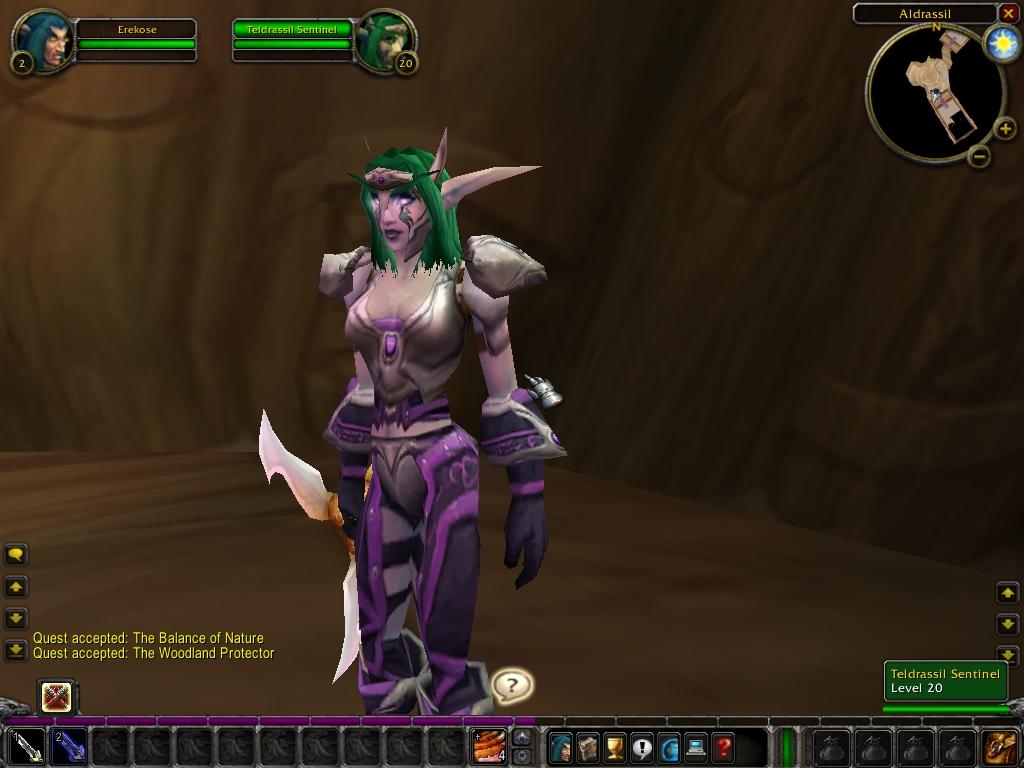 Erekose
2
Teldrassil Sentinel
20
Aldrassil
N
Quest accepted: The Balance of Nature
Quest accepted: The Woodland Protector
Teldrassil Sentinel
Level 20
1
2
4